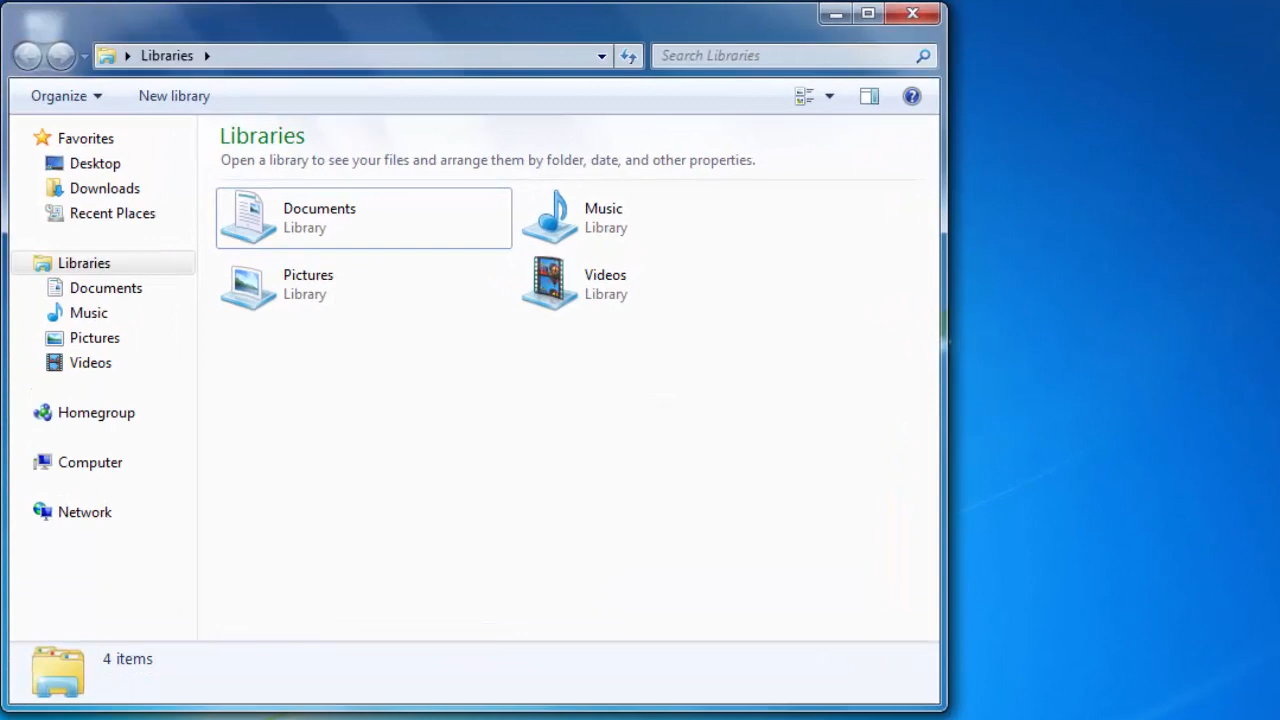 Libraries
Search Libraries
Organize
New library
Favorites
Desktop
Downloads
Recent Places
Libraries
Documents
Music
Pictures
Videos
Homegroup
Computer
Network
Libraries
Open a library to see your files and arrange them by folder, date, and other properties.
Documents
Library
Music
Library
Pictures
Library
Videos
Library
4 items